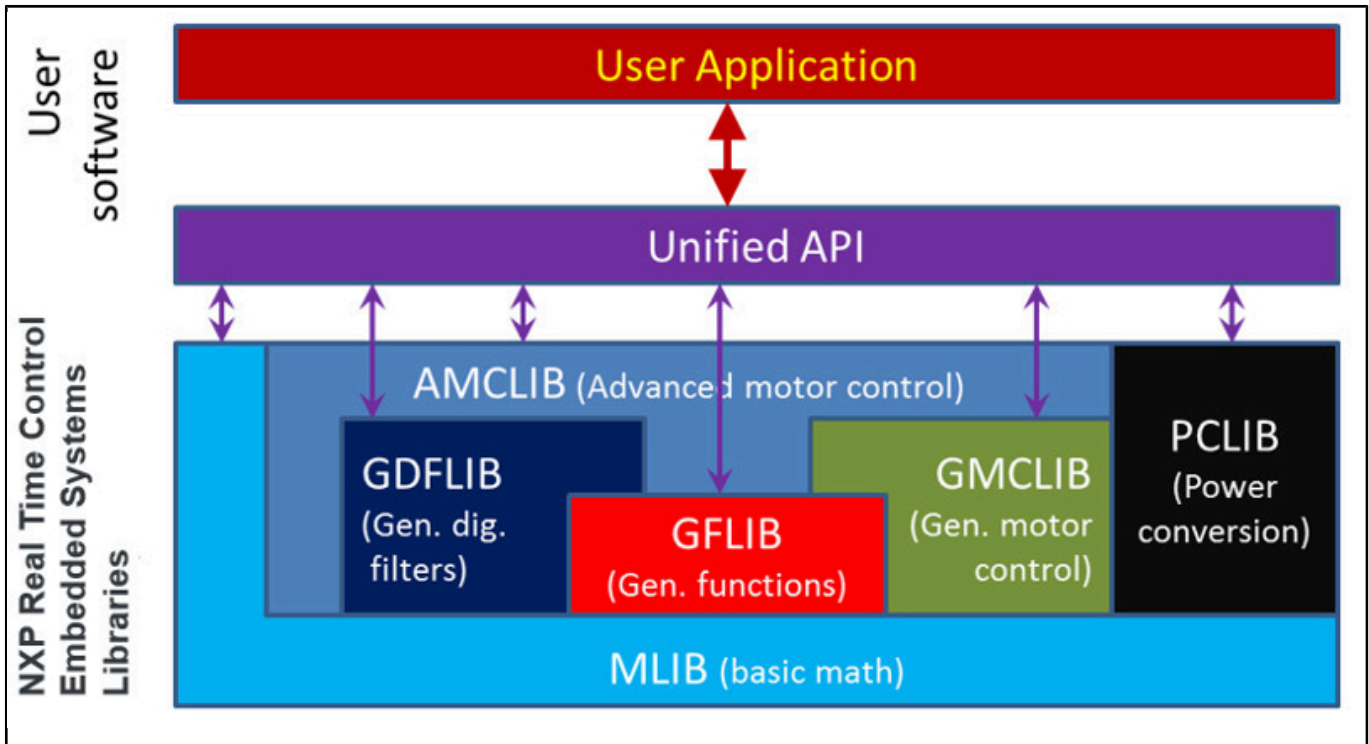 User
software
User Application
Unified API
NXP Real Time Control
Embedded Systems
Libraries
AMCLIB (Advanced motor control)
GDFLIB
(Gen. dig.
filters)
GFLIB
(Gen. functions)
GMCLIB
(Gen. motor
control)
PCLIB
(Power
conversion)
MLIB (basic math)